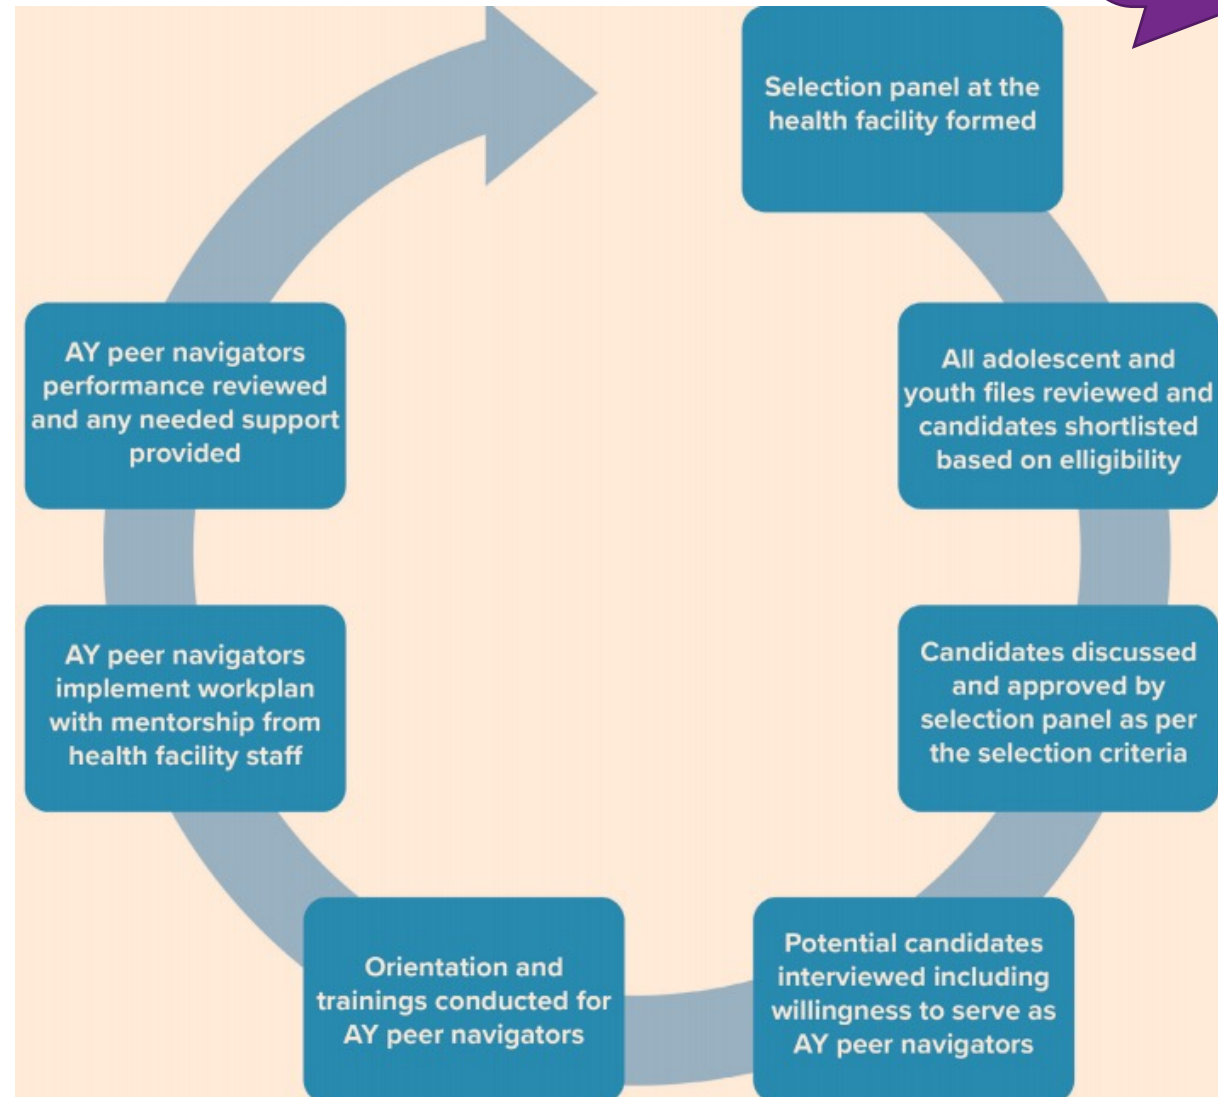 Selection panel at the
health facility formed
All adolescent and
youth files reviewed and
candidates shortlisted
based on elligibility
Candidates discussed
and approved by
selection panel as per
the selection criteria
Potential candidates
interviewed including
willingness to serve as
AY peer navigators
Orientation and
trainings conducted for
AY peer navigators
AY peer navigators
implement workplan
with mentorship from
health facility staff
AY peer navigators
performance reviewed
and any needed support
provided